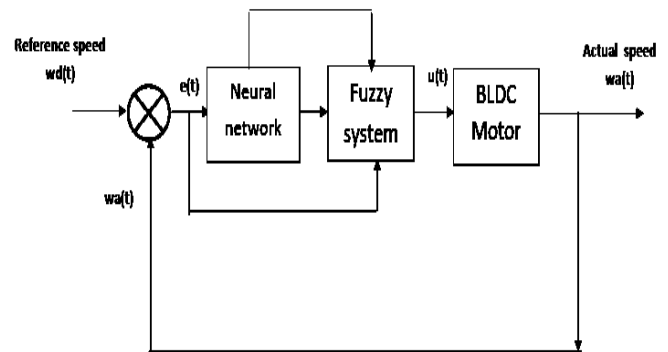 Reference speed
wd(t)
e(t)
Neural
network
Fuzzy
system
u(t)
BLDC
Motor
Actual speed
wa(t)
wa(t)